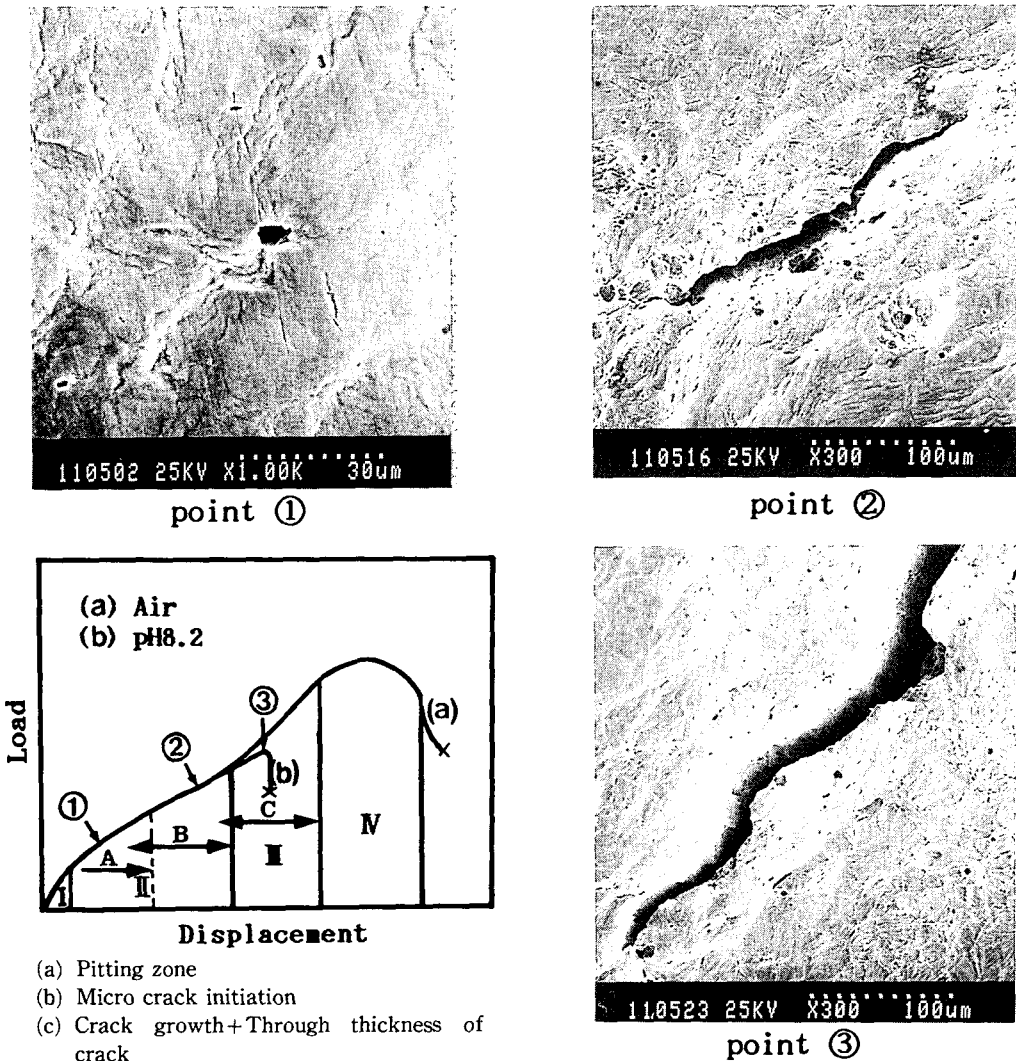 110502 25KV X1.00K 30um
point ①
110516 25KV X300 100um
point ②
(a) Air
(b) pH8.2
Load
①
②
③
(a)
(b)
A
B
C
I
II
III
IV
Displacement
(a) Pitting zone
(b) Micro crack initiation
(c) Crack growth+Through thickness of
crack
110523 25KV X300 100um
point ③